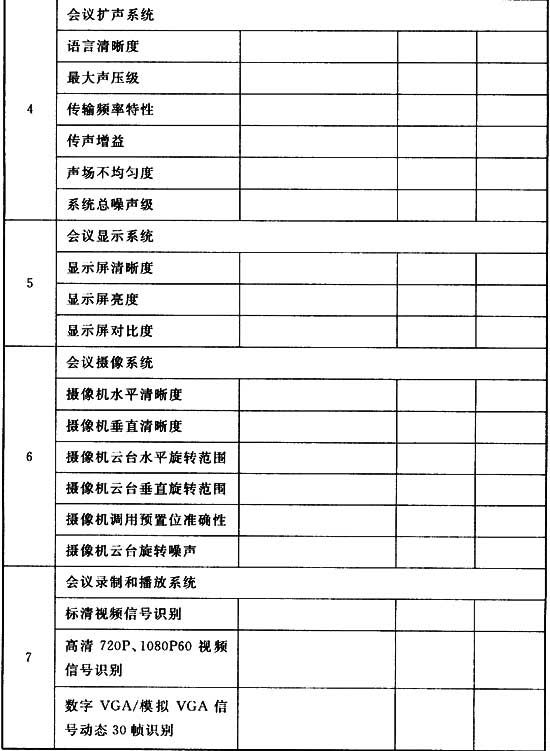 会议扩声系统
语言清晰度
最大声压级
4
传输频率特性
传声增益
声场不均匀度
系统总噪声级
会议显示系统
显示屏清晰度
5
显示屏亮度
显示屏对比度
会议摄像系统
摄像机水平清晰度
摄像机垂直清晰度
6
摄像机云台水平旋转范围
摄像机云台垂直旋转范围
摄像机调用预置位准确性
摄像机云台旋转噪声
会议录制和播放系统
标清视频信号识别
7
高清 720P、1080P60 视频
信号识别
数字 VGA/模拟 VGA 信
号动态 30 帧识别